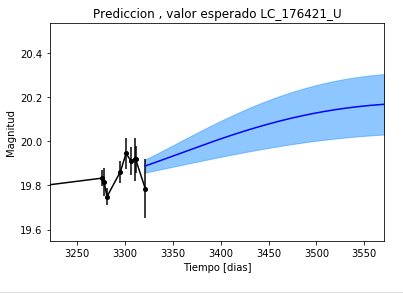 Prediccion , valor esperado LC_176421_U
20.4
20.2
20.0
19.8
19.6
Magnitud
3250 3300 3350 3400 3450 3500 3550
Tiempo [dias]